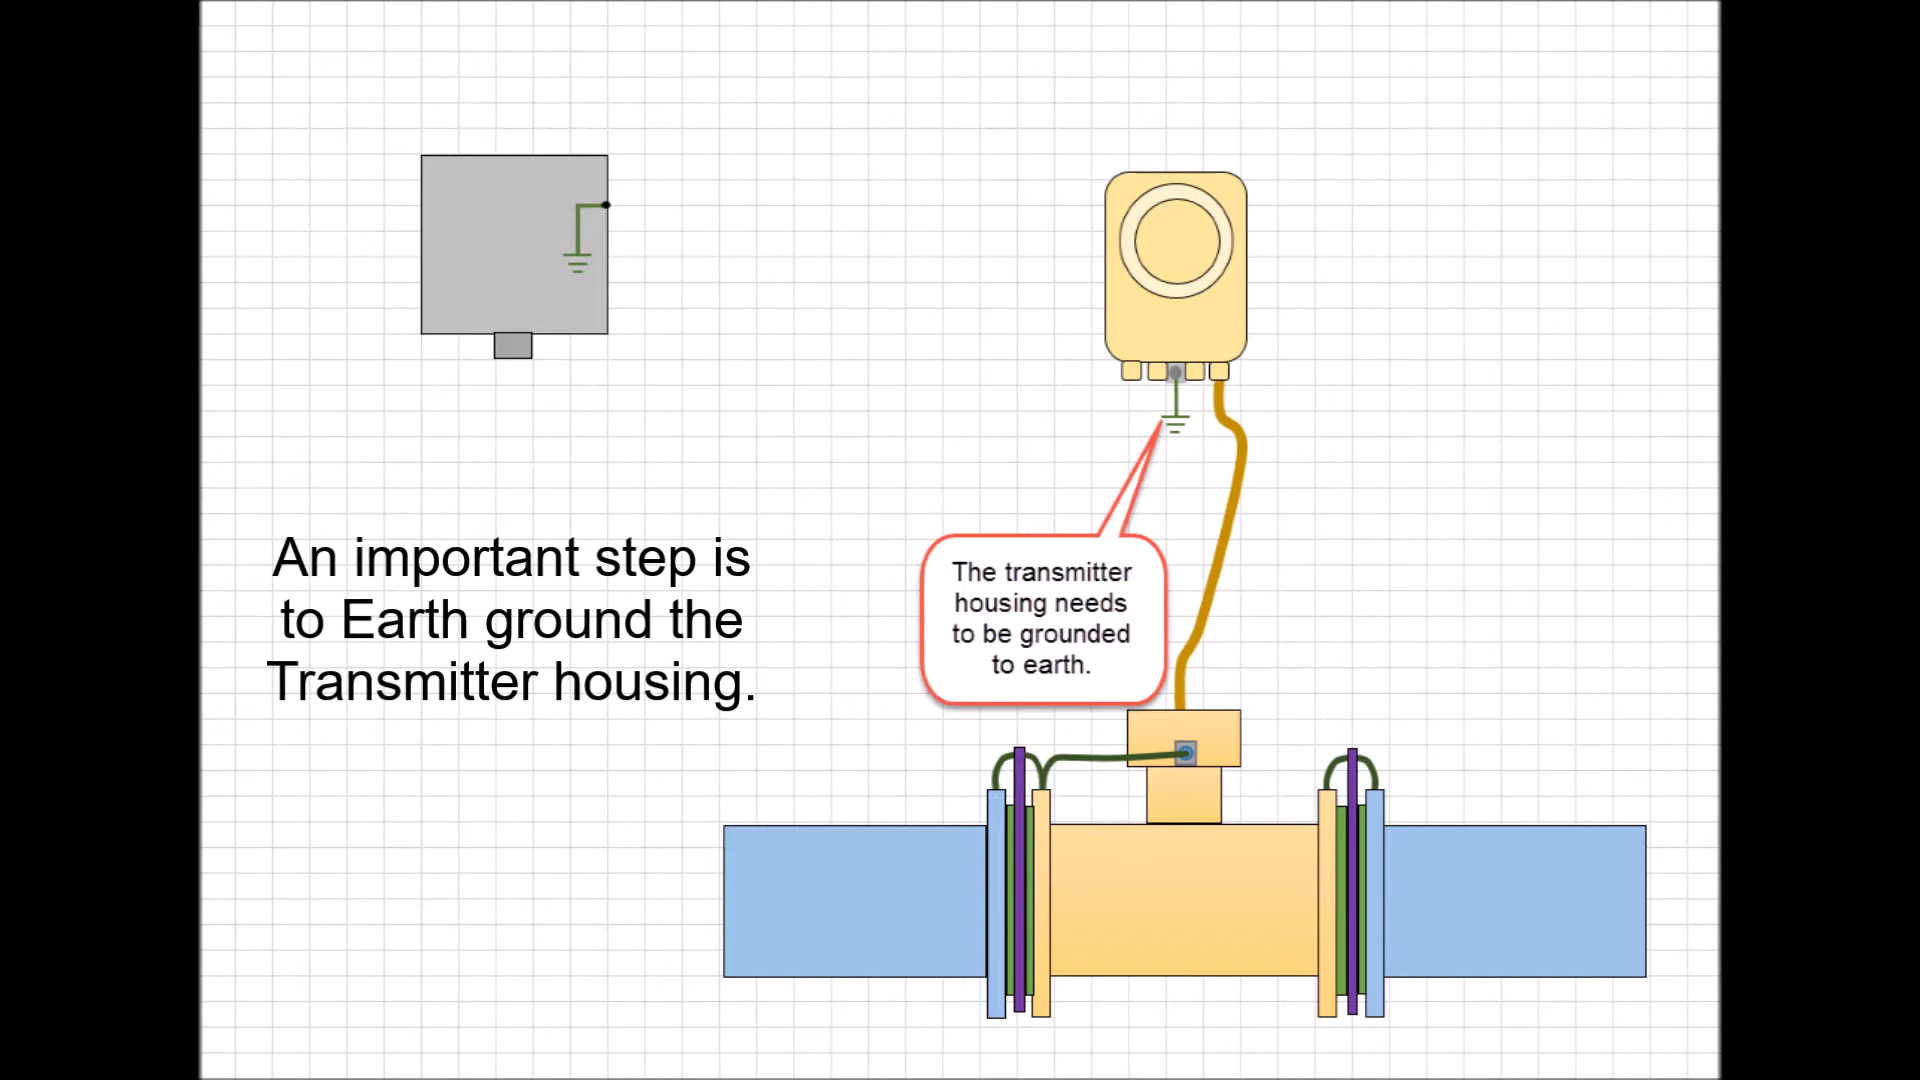 An important step is
to Earth ground the
Transmitter housing.
The transmitter
housing needs
to be grounded
to earth.